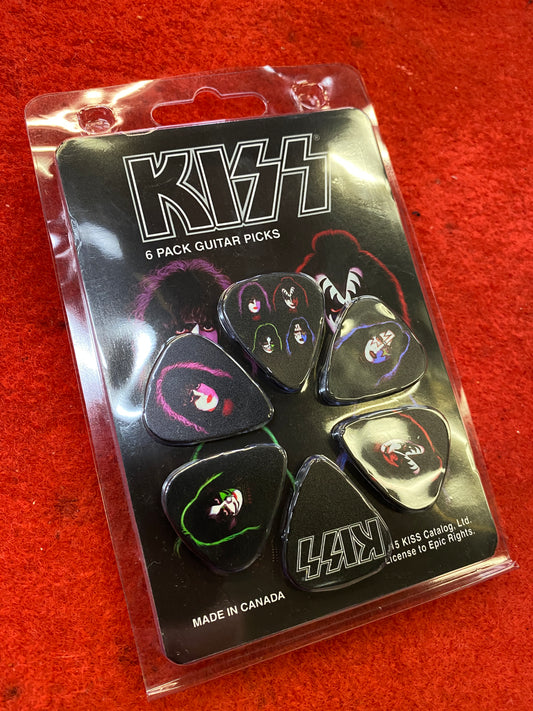 KISS®
6 PACK GUITAR PICKS
KISS
15 KISS Catalog, Ltd.
License to Epic Rights.
MADE IN CANADA